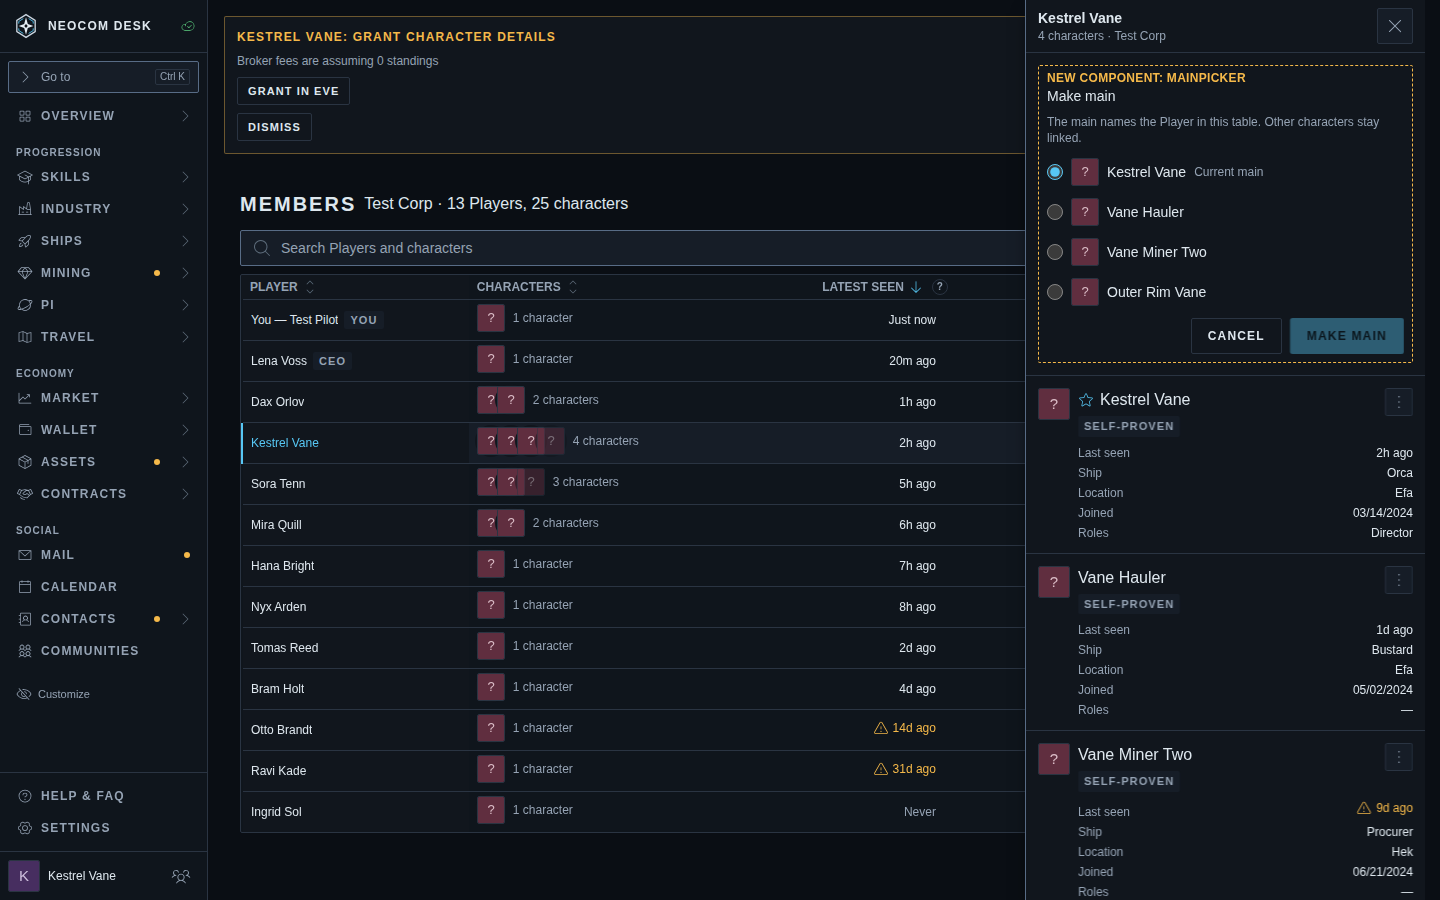 NEOCOM DESK
Go to Ctrl K
OVERVIEW
PROGRESSION
SKILLS
INDUSTRY
SHIPS
MINING
PI
TRAVEL
ECONOMY
MARKET
WALLET
ASSETS
CONTRACTS
SOCIAL
MAIL
CALENDAR
CONTACTS
COMMUNITIES
Customize
HELP & FAQ
SETTINGS
K Kestrel Vane
KESTREL VANE: GRANT CHARACTER DETAILS
Broker fees are assuming 0 standings
GRANT IN EVE
DISMISS
MEMBERS Test Corp · 13 Players, 25 characters
Search Players and characters
PLAYER CHARACTERS LATEST SEEN ?
You — Test Pilot YOU ? 1 character Just now
Lena Voss CEO ? 1 character 20m ago
Dax Orlov ? ? 2 characters 1h ago
Kestrel Vane ? ? ? ? 4 characters 2h ago
Sora Tenn ? ? ? 3 characters 5h ago
Mira Quill ? ? 2 characters 6h ago
Hana Bright ? 1 character 7h ago
Nyx Arden ? 1 character 8h ago
Tomas Reed ? 1 character 2d ago
Bram Holt ? 1 character 4d ago
Otto Brandt ? 1 character 14d ago
Ravi Kade ? 1 character 31d ago
Ingrid Sol ? 1 character Never
Kestrel Vane
4 characters · Test Corp
NEW COMPONENT: MAINPICKER
Make main
The main names the Player in this table. Other characters stay
linked.
? Kestrel Vane Current main
? Vane Hauler
? Vane Miner Two
? Outer Rim Vane
CANCEL MAKE MAIN
? Kestrel Vane
SELF-PROVEN
Last seen 2h ago
Ship Orca
Location Efa
Joined 03/14/2024
Roles Director
? Vane Hauler
SELF-PROVEN
Last seen 1d ago
Ship Bustard
Location Efa
Joined 05/02/2024
Roles —
? Vane Miner Two
SELF-PROVEN
Last seen 9d ago
Ship Procurer
Location Hek
Joined 06/21/2024
Roles —